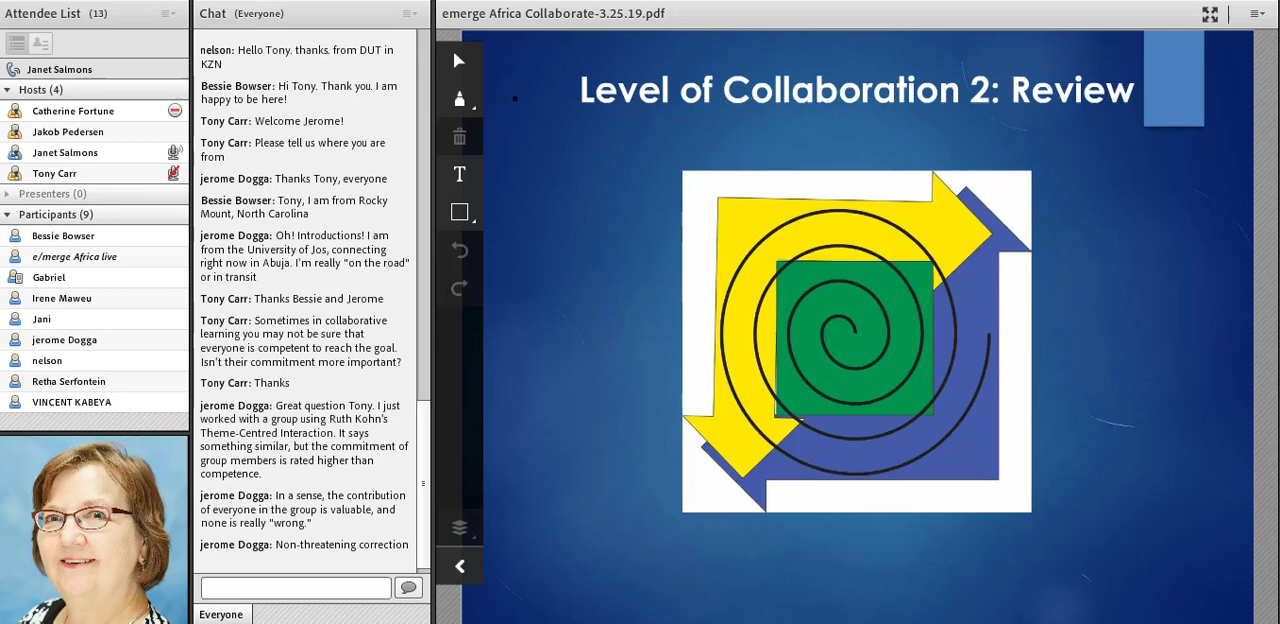 Attendee List (13)
Janet Salmons
Hosts (4)
Catherine Fortune
Jakob Pedersen
Janet Salmons
Tony Carr
Presenters (0)
Participants (9)
Bessie Bowser
e/merge Africa live
Gabriel
Irene Maweu
Jani
jerome Dogga
nelson
Retha Serfontein
VINCENT KABEYA
Chat (Everyone)
nelson: Hello Tony. thanks. from DUT in
KZN
Bessie Bowser: Hi Tony. Thank you. I am
happy to be here!
Tony Carr: Welcome Jerome!
Tony Carr: Please tell us where you are
from
jerome Dogga: Thanks Tony, everyone
Bessie Bowser: Tony, I am from Rocky
Mount, North Carolina
jerome Dogga: Oh! Introductions! I am
from the University of Jos, connecting
right now in Abuja. I'm really "on the road"
or in transit
Tony Carr: Thanks Bessie and Jerome
Tony Carr: Sometimes in collaborative
learning you may not be sure that
everyone is competent to reach the goal.
Isn't their commitment more important?
Tony Carr: Thanks
jerome Dogga: Great question Tony. I just
worked with a group using Ruth Kohn's
Theme-Centred Interaction. It says
something similar, but the commitment of
group members is rated higher than
competence.
jerome Dogga: In a sense, the contribution
of everyone in the group is valuable, and
none is really "wrong."
jerome Dogga: Non-threatening correction
Everyone
emerge Africa Collaborate-3.25.19.pdf
T
Level of Collaboration 2: Review